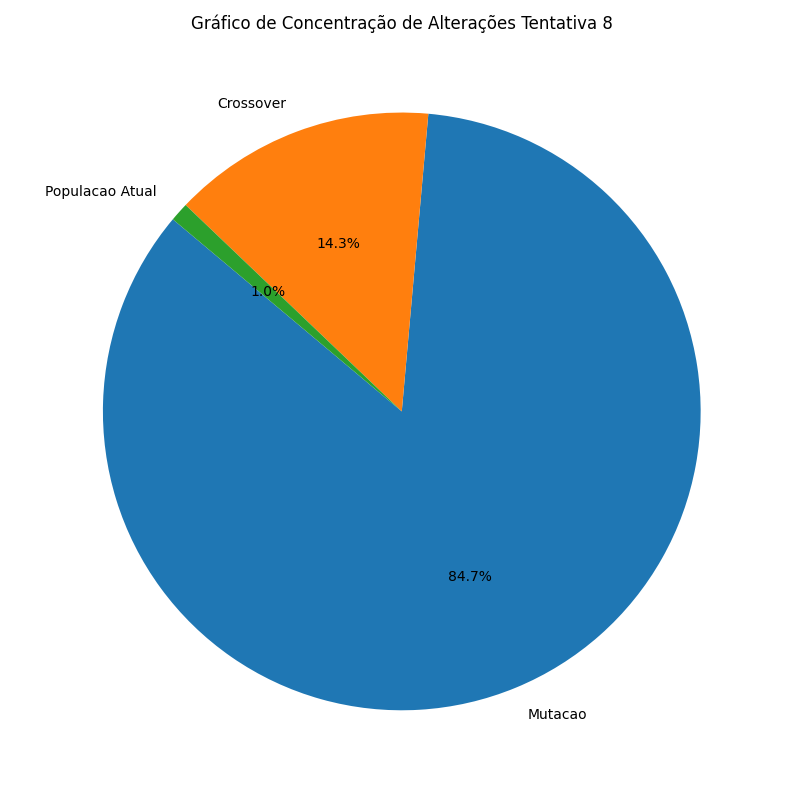 Gráfico de Concentração de Alterações Tentativa 8
Crossover
Populacao Atual
14.3%
1.0%
84.7%
Mutacao